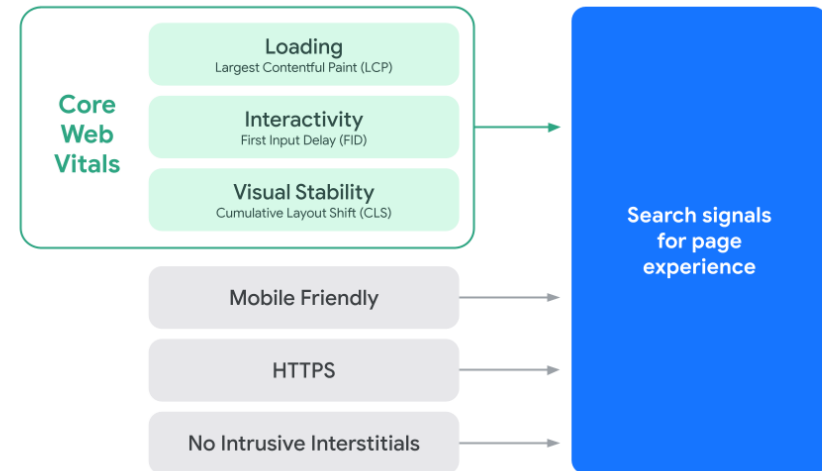 Core
Web
Vitals
Loading
Largest Contentful Paint (LCP)
Interactivity
First Input Delay (FID)
Visual Stability
Cumulative Layout Shift (CLS)
Mobile Friendly
HTTPS
No Intrusive Interstitials
Search signals
for page
experience